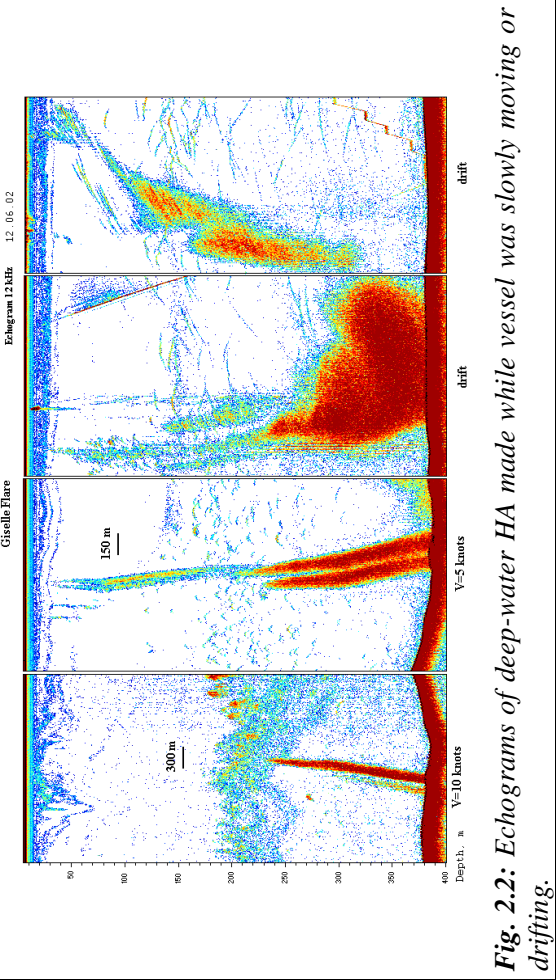 Giselle Flare
Echogram 12 kHz
12.06.02
300 m
150 m
50
100
150
200
250
300
350
400
Depth, m
V=10 knots
V=5 knots
drift
drift
Fig. 2.2: Echograms of deep-water HA made while vessel was slowly moving or
drifting.